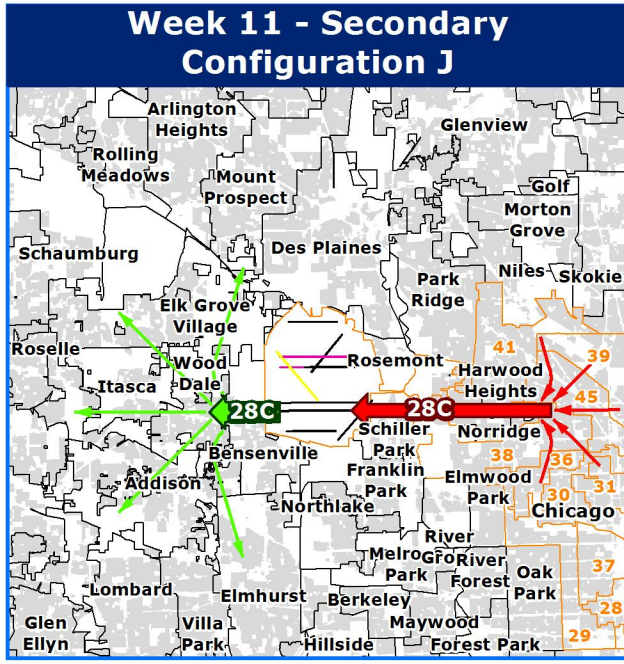 Week 11 - Secondary
Configuration J
Arlington
Heights
Glenview
Rolling
Meadows
Mount
Prospect
Golf
Morton
Grove
Schaumburg
Des Plaines
Niles
Skokie
Park
Ridge
Elk Grove
Village
41
39
Roselle
Rosemont
Wood
Dale
Harwood
Heights
Itasca
45
28C
28C
Schiller
Park
Norridge
Bensenville
38
36
Franklin
Park
Elmwood
Park
Addison
30
31
Northlake
Chicago
River
Gro
Melro
Park
River
Forest
37
Oak
Park
Lombard
Elmhurst
Berkeley
28
Maywood
Glen
Ellyn
Villa
Park
Hillside
Forest Park
29